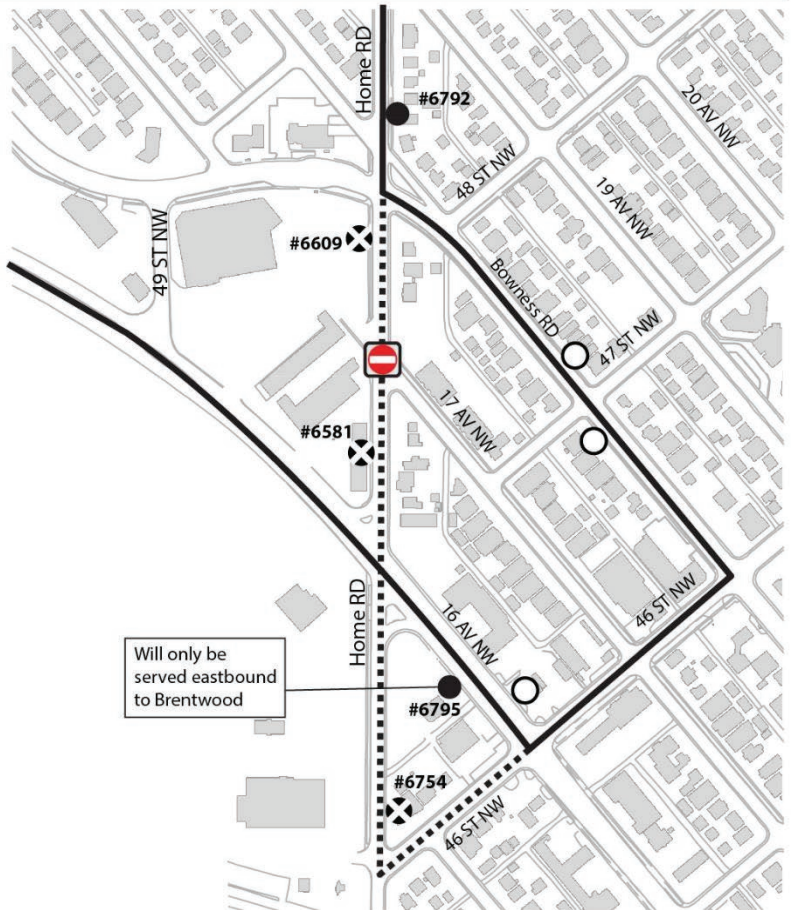 Home RD
#6792
20 AV NW
48 ST NW
19 AV NW
#6609
49 ST NW
Bowness RD
47 ST NW
17 AV NW
#6581
46 ST NW
Home RD
16 AV NW
Will only be
served eastbound
to Brentwood
#6795
#6754
46 ST NW